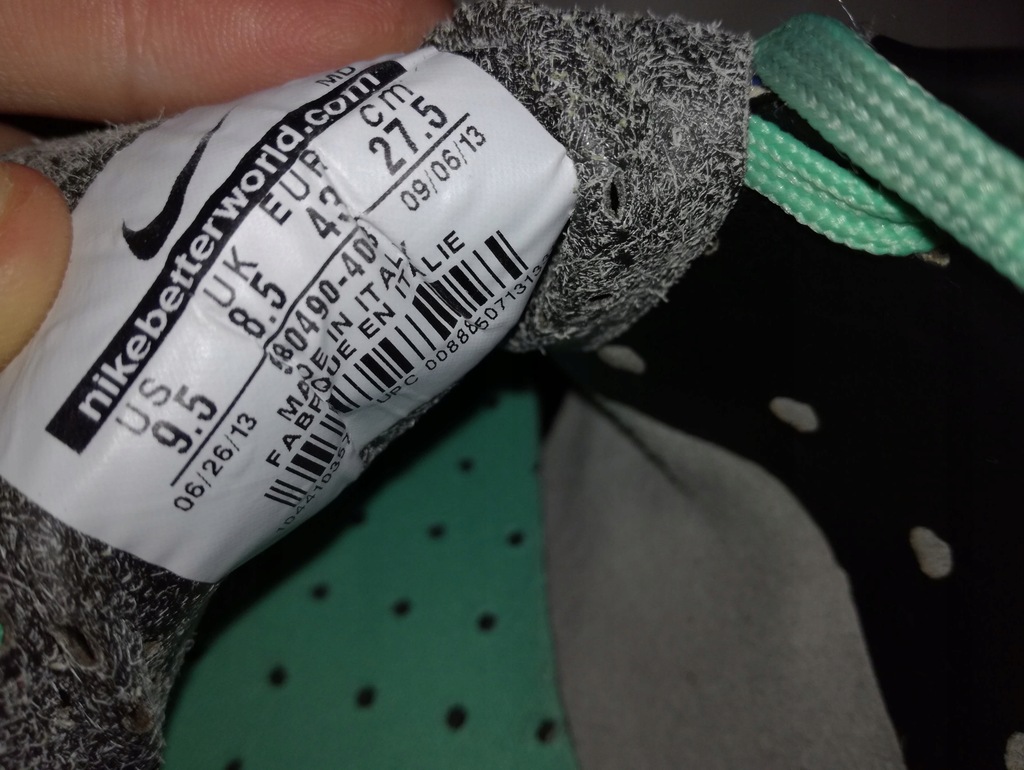 nikebetterworld.com
US UK EUR cm
9.5 8.5 43 27.5
06/26/13 09/06/13
MADE IN ITALY
FABRIQUE EN ITALIE